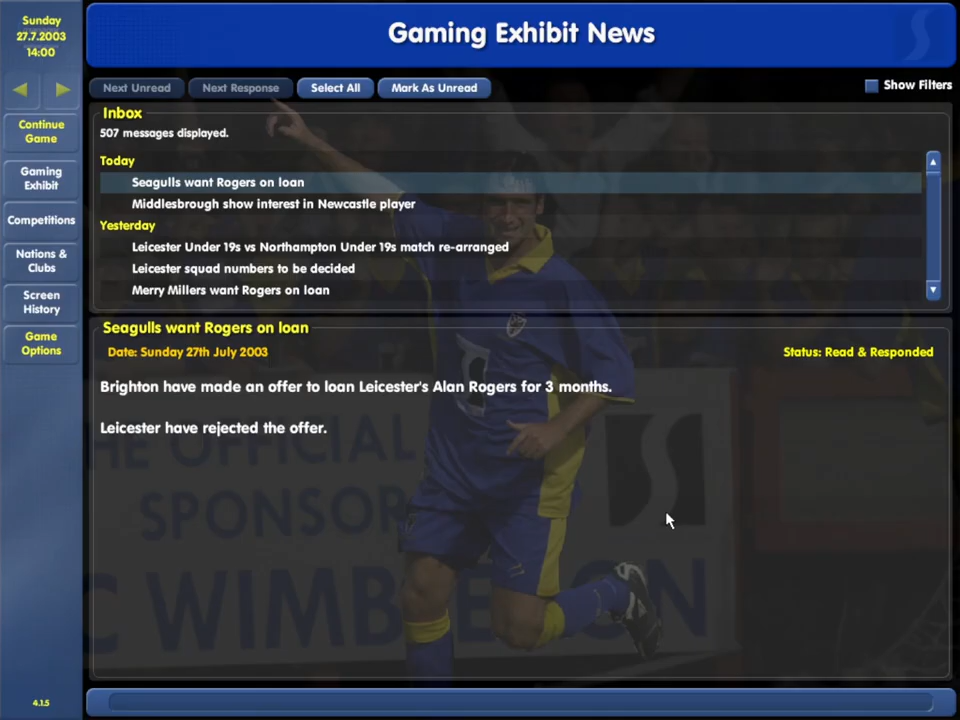 Sunday
27.7.2003
14:00
Gaming Exhibit News
Next Unread
Next Response
Select All
Mark As Unread
Show Filters
Continue
Game
Gaming
Exhibit
Competitions
Nations &
Clubs
Screen
History
Game
Options
Inbox
507 messages displayed.
Today
Seagulls want Rogers on loan
Middlesbrough show interest in Newcastle player
Yesterday
Leicester Under 19s vs Northampton Under 19s match re-arranged
Leicester squad numbers to be decided
Merry Millers want Rogers on loan
Seagulls want Rogers on loan
Date: Sunday 27th July 2003
Status: Read & Responded
Brighton have made an offer to loan Leicester's Alan Rogers for 3 months.
Leicester have rejected the offer.
HE OFFICIAL
SPONSOR
C WIMB ON
4.1.5